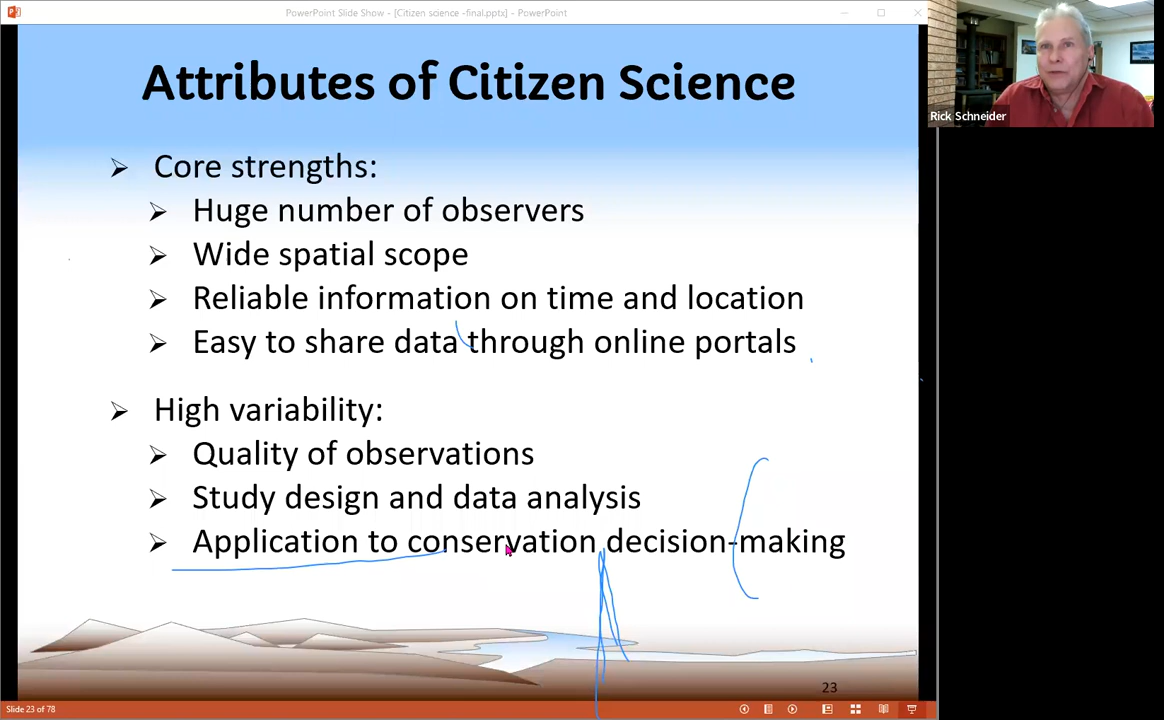 PowerPoint Slide Show - [Citizen science -final.pptx] - PowerPoint
Attributes of Citizen Science
Rick Schneider
Core strengths:
Huge number of observers
Wide spatial scope
Reliable information on time and location
Easy to share data through online portals
High variability:
Quality of observations
Study design and data analysis
Application to conservation decision-making
23
Slide 23 of 78